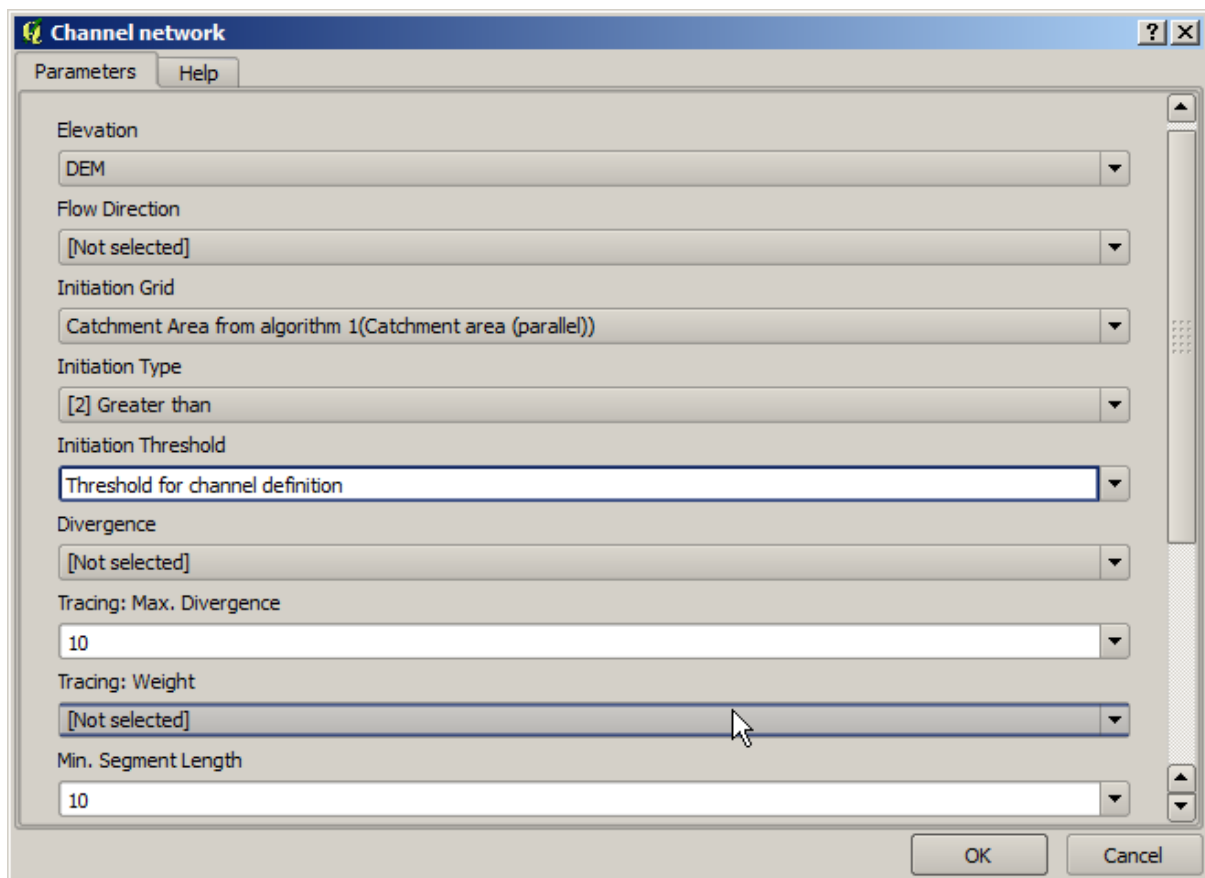 Channel network
Parameters Help
Elevation
DEM
Flow Direction
[Not selected]
Initiation Grid
Catchment Area from algorithm 1(Catchment area (parallel))
Initiation Type
[2] Greater than
Initiation Threshold
Threshold for channel definition
Divergence
[Not selected]
Tracing: Max. Divergence
10
Tracing: Weight
[Not selected]
Min. Segment Length
10
OK Cancel